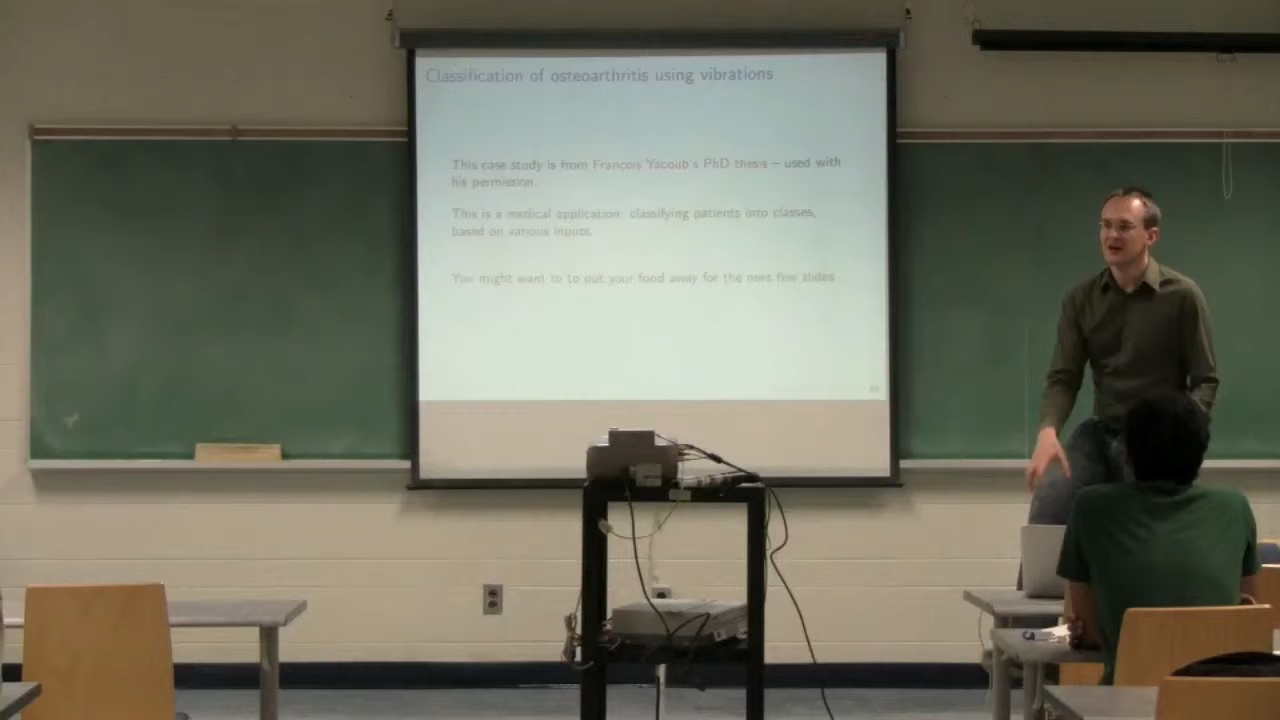 Classification of osteoarthritis using vibrations
This case study is from François Yacoub's PhD thesis – used with
his permission.
This is a medical application: classifying patients into classes,
based on various inputs.
You might want to to put your food away for the next few slides